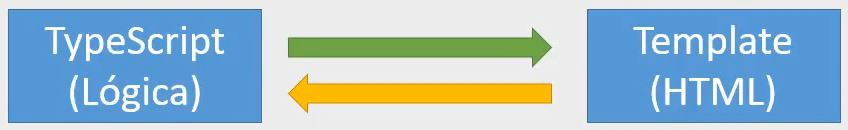 TypeScript
(Lógica)
Template
(HTML)